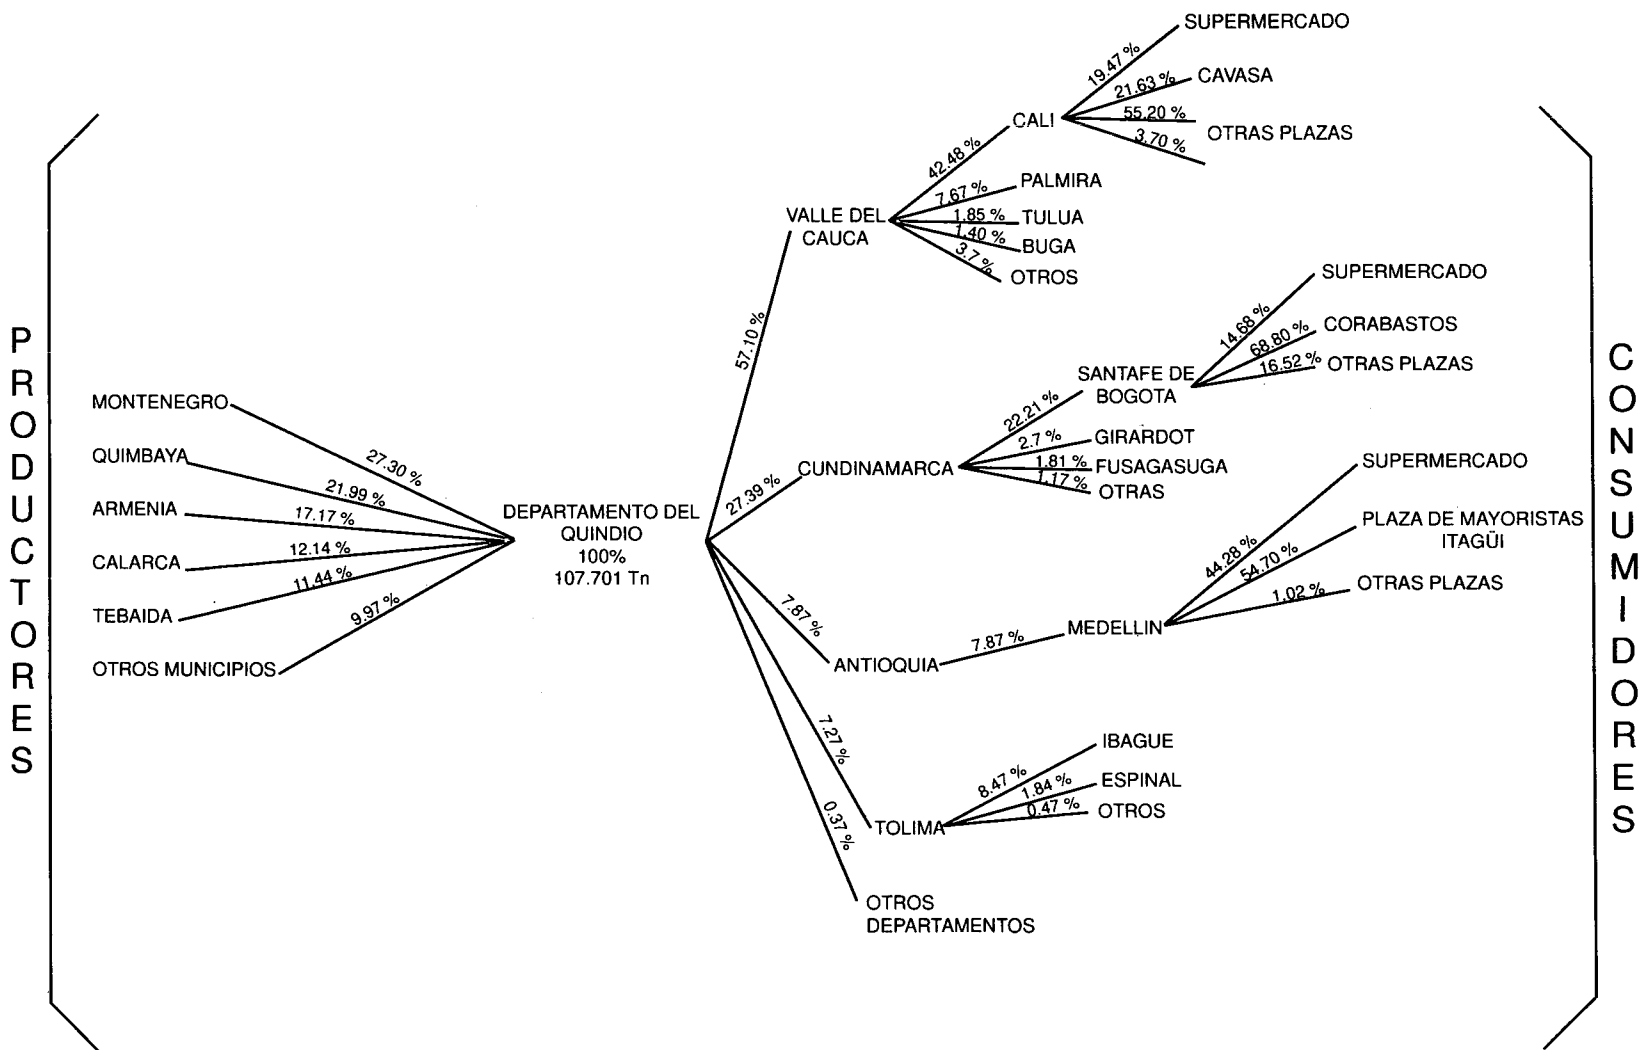 PRODUCTORES
MONTENEGRO
27.30 %
QUIMBAYA
21.99 %
ARMENIA
17.17 %
CALARCA
12.14 %
TEBAIDA
11.44 %
OTROS MUNICIPIOS
9.97 %
DEPARTAMENTO DEL
QUINDIO
100%
107.701 Tn
57.10 %
VALLE DEL
CAUCA
42.48 %
CALI
19.47 %
SUPERMERCADO
21.63 %
CAVASA
55.20 %
OTRAS PLAZAS
3.70 %
7.67 %
PALMIRA
1.85 %
TULUA
1.40 %
BUGA
3.7 %
OTROS
27.39 %
CUNDINAMARCA
22.21 %
SANTAFE DE
BOGOTA
14.68 %
SUPERMERCADO
68.80 %
CORABASTOS
16.52 %
OTRAS PLAZAS
2.7 %
GIRARDOT
1.81 %
FUSAGASUGA
1.17 %
OTRAS
7.87 %
ANTIOQUIA
7.87 %
MEDELLIN
44.28 %
SUPERMERCADO
54.70 %
PLAZA DE MAYORISTAS
ITAGÜI
1.02 %
OTRAS PLAZAS
7.27 %
TOLIMA
8.47 %
IBAGUE
1.84 %
ESPINAL
0.47 %
OTROS
0.37 %
OTROS
DEPARTAMENTOS
CONSUMIDORES